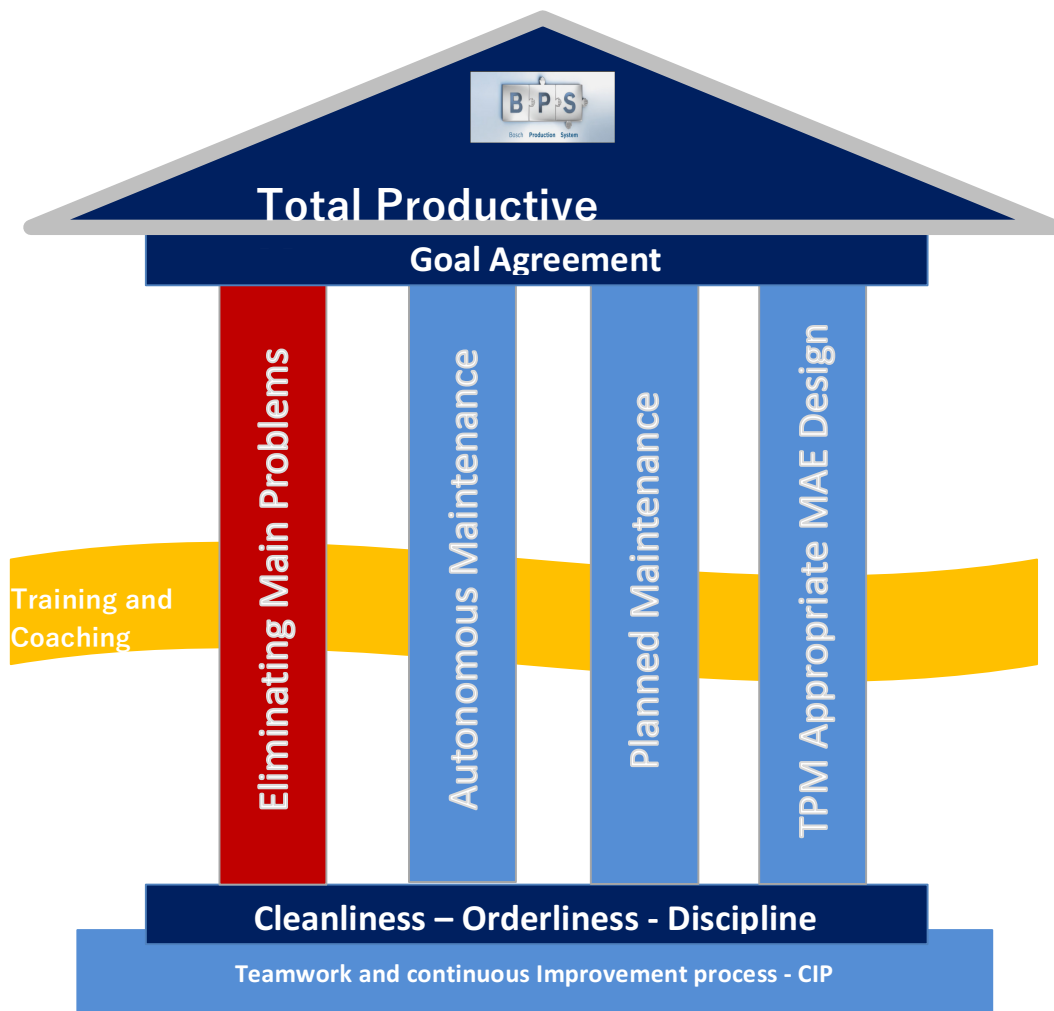 B P S
Bosch Production System
Total Productive
Goal Agreement
Eliminating Main Problems
Autonomous Maintenance
Planned Maintenance
TPM Appropriate MAE Design
Training and
Coaching
Cleanliness – Orderliness - Discipline
Teamwork and continuous Improvement process - CIP